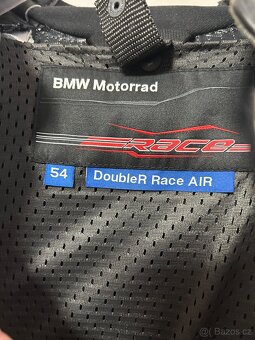 BMW Motorrad
RACE
54 DoubleR Race AIR
Bazos.cz